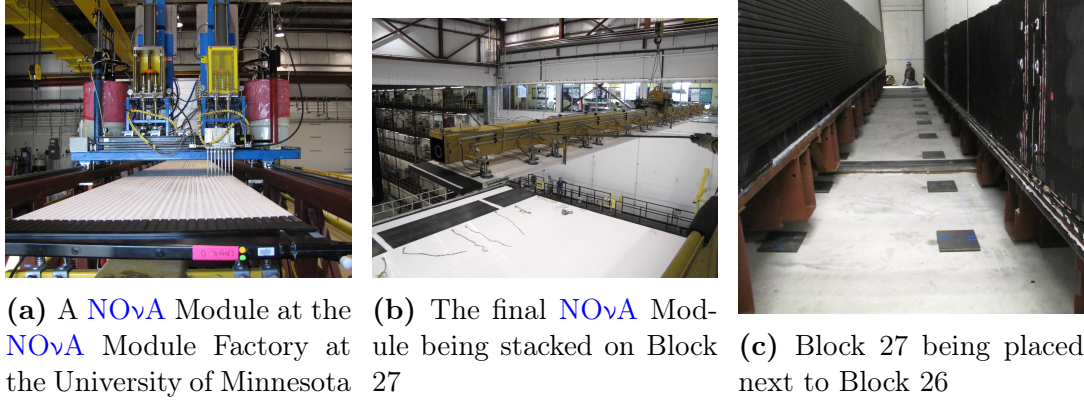 (a) A NOνA Module at the
NOνA Module Factory at
the University of Minnesota
(b) The final NOνA Mod-
ule being stacked on Block
27
(c) Block 27 being placed
next to Block 26